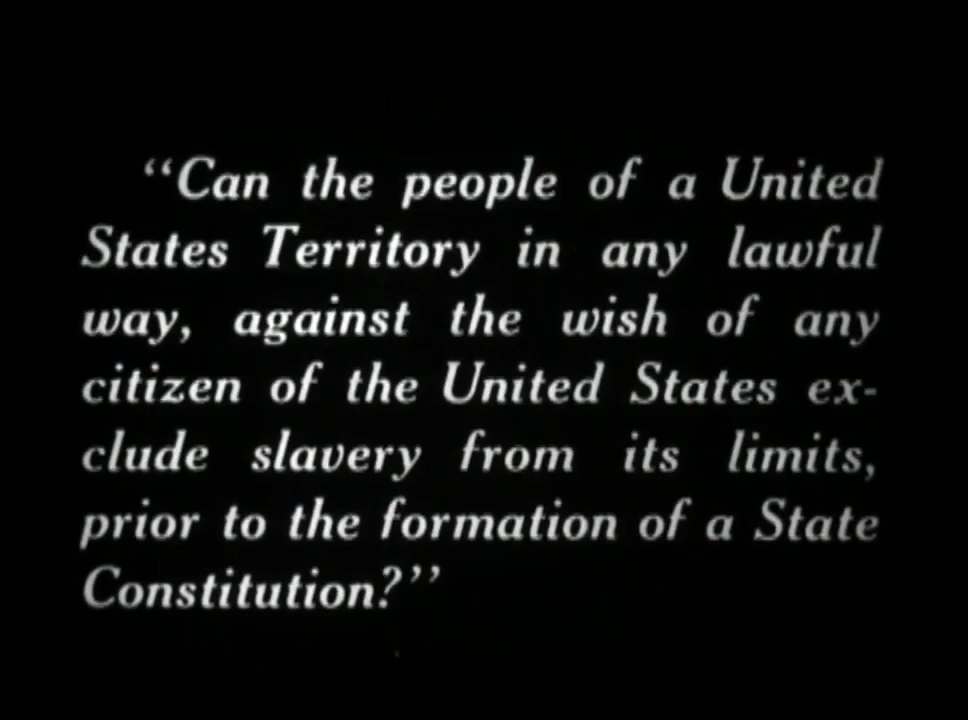 “Can the people of a United
States Territory in any lawful
way, against the wish of any
citizen of the United States ex-
clude slavery from its limits,
prior to the formation of a State
Constitution?”